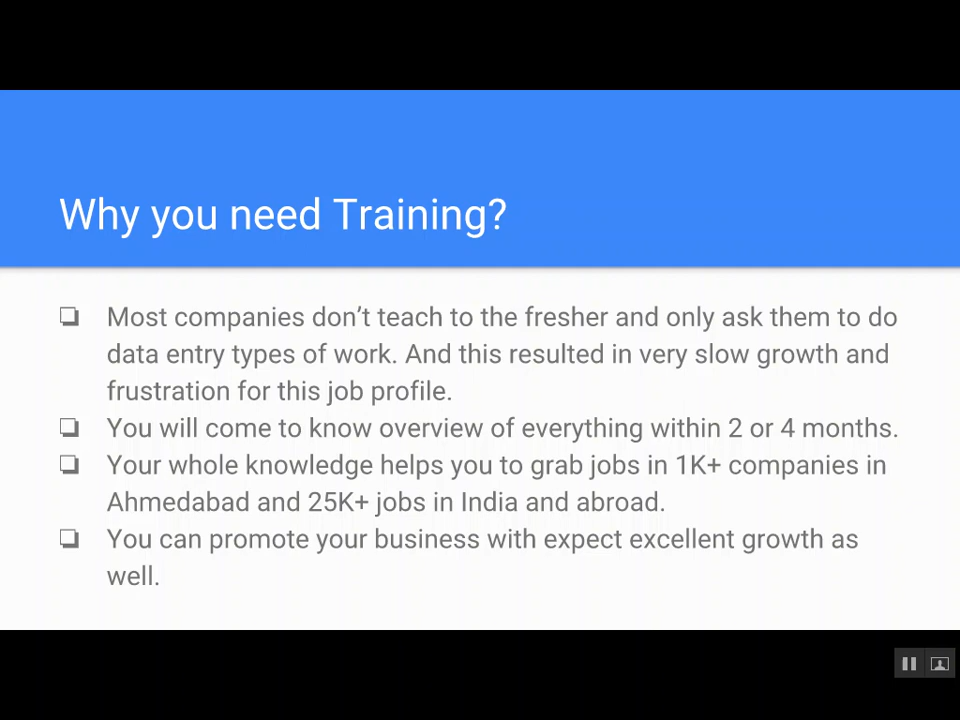 Why you need Training?
❏ Most companies don’t teach to the fresher and only ask them to do
data entry types of work. And this resulted in very slow growth and
frustration for this job profile.
❏ You will come to know overview of everything within 2 or 4 months.
❏ Your whole knowledge helps you to grab jobs in 1K+ companies in
Ahmedabad and 25K+ jobs in India and abroad.
❏ You can promote your business with expect excellent growth as
well.